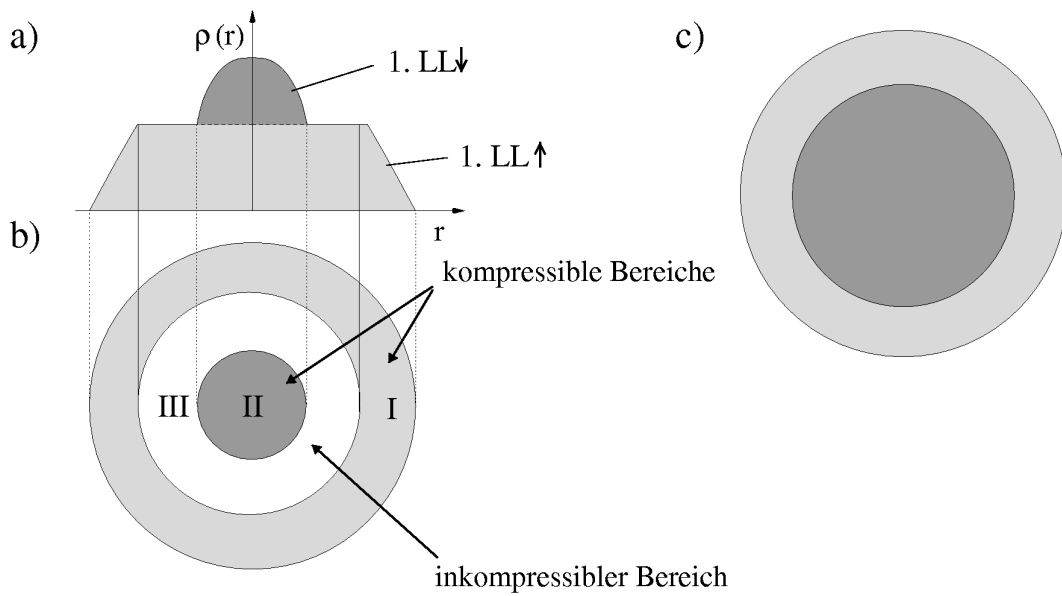 a)
ρ (r)
1. LL↓
1. LL↑
r
b)
kompressible Bereiche
III
II
I
inkompressibler Bereich
c)